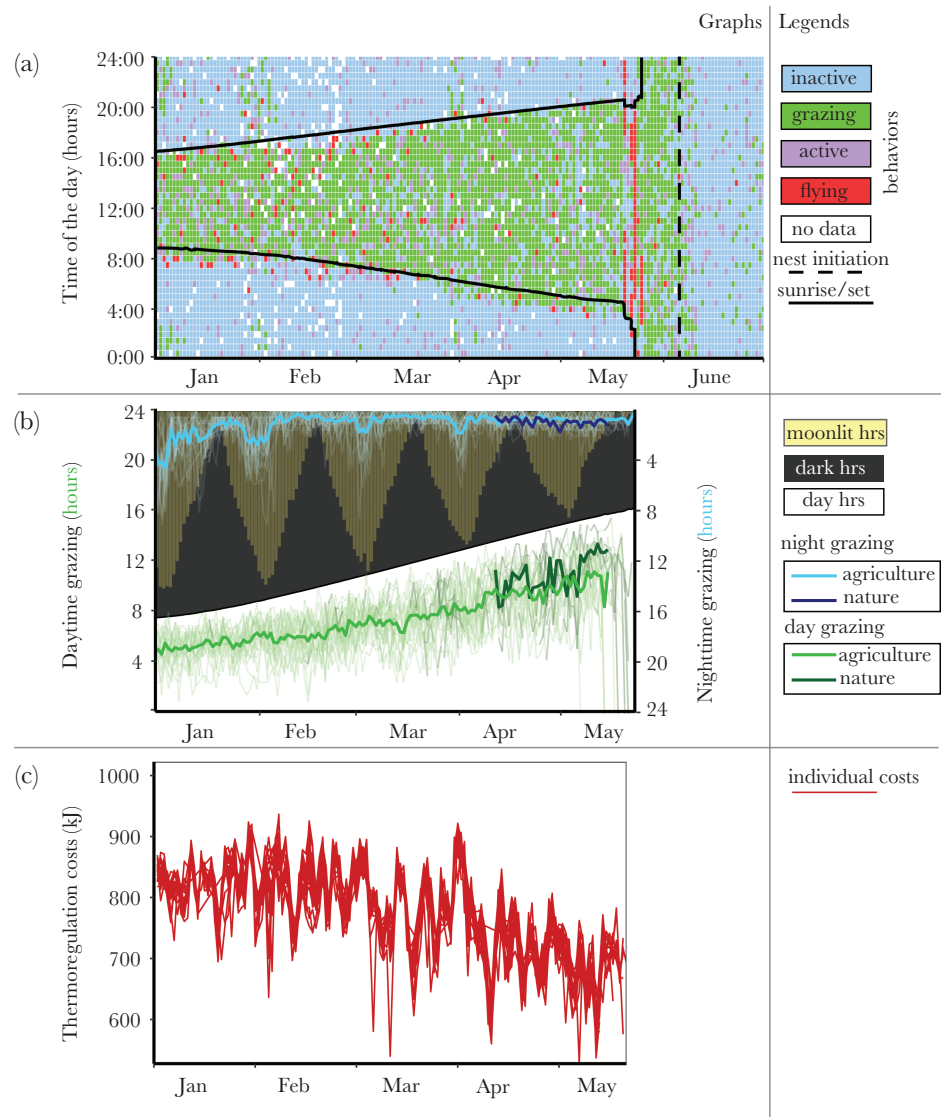 Graphs
Legends
(a)
Time of the day (hours)
24:00
20:00
16:00
12:00
8:00
4:00
0:00
Jan Feb Mar Apr May June
inactive
grazing
active
flying
no data
behaviors
nest initiation
sunrise/set
(b)
Daytime grazing (hours)
24
20
16
12
8
4
4
8
12
16
20
24
Nighttime grazing (hours)
Jan Feb Mar Apr May
moonlit hrs
dark hrs
day hrs
night grazing
agriculture
nature
day grazing
agriculture
nature
(c)
Thermoregulation costs (kJ)
1000
900
800
700
600
Jan Feb Mar Apr May
individual costs